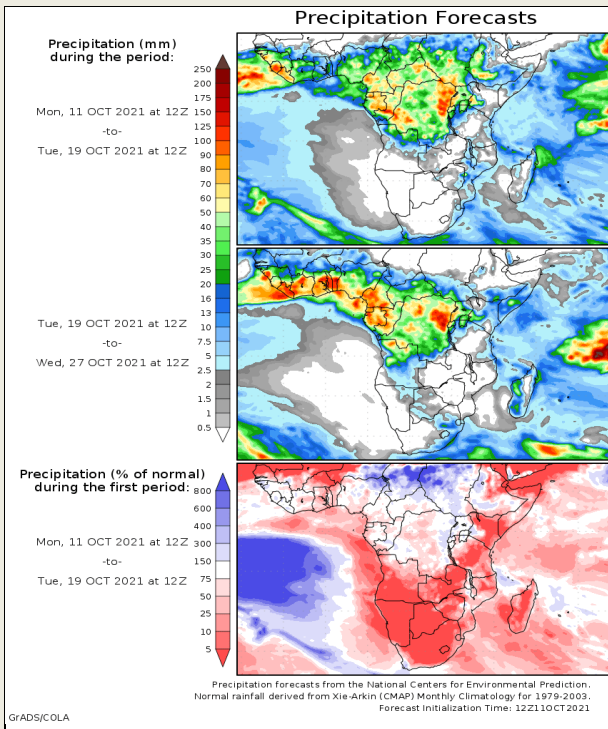 Precipitation Forecasts
Precipitation (mm)
during the period:
Mon, 11 OCT 2021 at 12Z
-to-
Tue, 19 OCT 2021 at 12Z
250
200
175
150
125
100
90
80
70
60
50
40
35
30
25
20
16
13
10
7.5
5
2.5
2
1.5
1
0.5
Tue, 19 OCT 2021 at 12Z
-to-
Wed, 27 OCT 2021 at 12Z
Precipitation (% of normal)
during the first period:
Mon, 11 OCT 2021 at 12Z
-to-
Tue, 19 OCT 2021 at 12Z
800
600
400
300
150
75
50
25
10
5
Precipitation forecasts from the National Centers for Environmental Prediction.
Normal rainfall derived from Xie-Arkin (CMAP) Monthly Climatology for 1979-2003.
Forecast Initialization Time: 12Z11OCT2021
GrADS/COLA